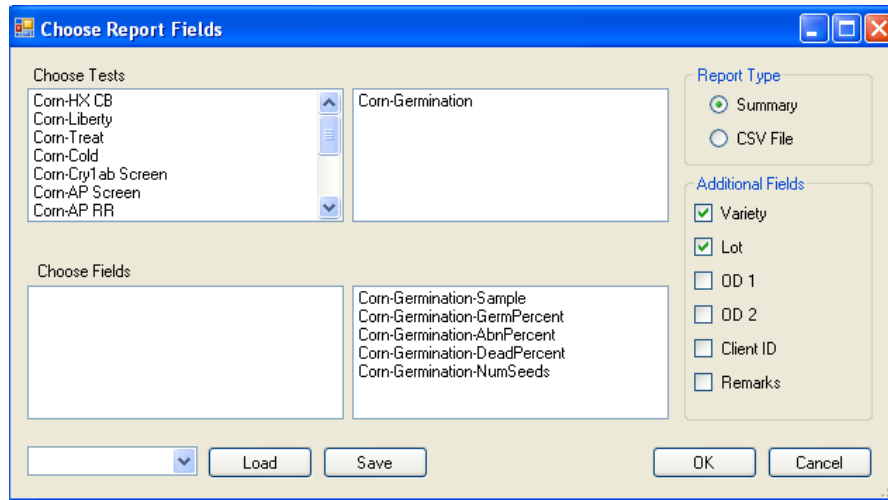 Choose Report Fields
Choose Tests
Corn-HX CB
Corn-Liberty
Corn-Treat
Corn-Cold
Corn-Cry1ab Screen
Corn-AP Screen
Corn-AP RR
Corn-Germination
Report Type
Summary
CSV File
Additional Fields
Variety
Lot
OD 1
OD 2
Client ID
Remarks
Choose Fields
Corn-Germination-Sample
Corn-Germination-GermPercent
Corn-Germination-AbnPercent
Corn-Germination-DeadPercent
Corn-Germination-NumSeeds
Load
Save
OK
Cancel